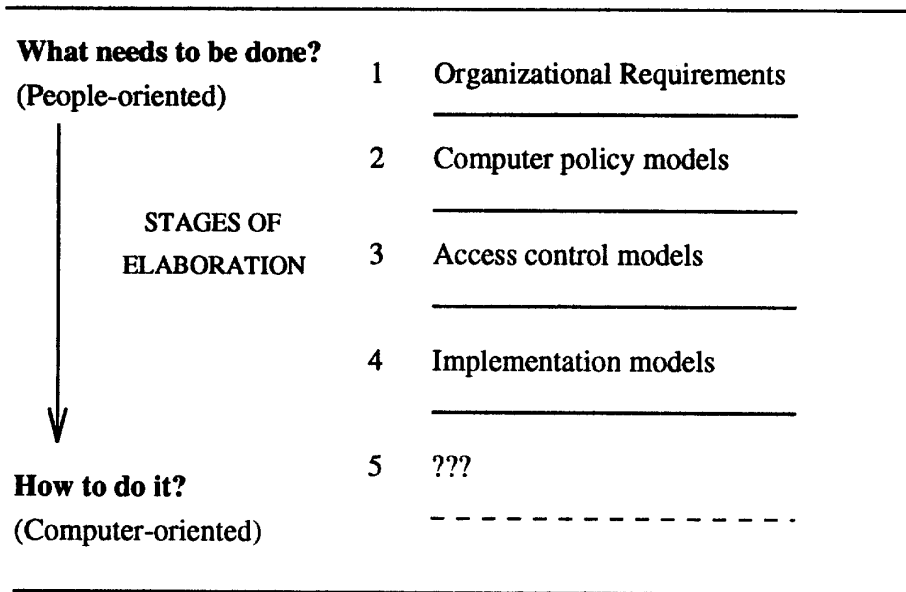 What needs to be done?
(People-oriented)
STAGES OF
ELABORATION
How to do it?
(Computer-oriented)
1 Organizational Requirements
2 Computer policy models
3 Access control models
4 Implementation models
5 ???